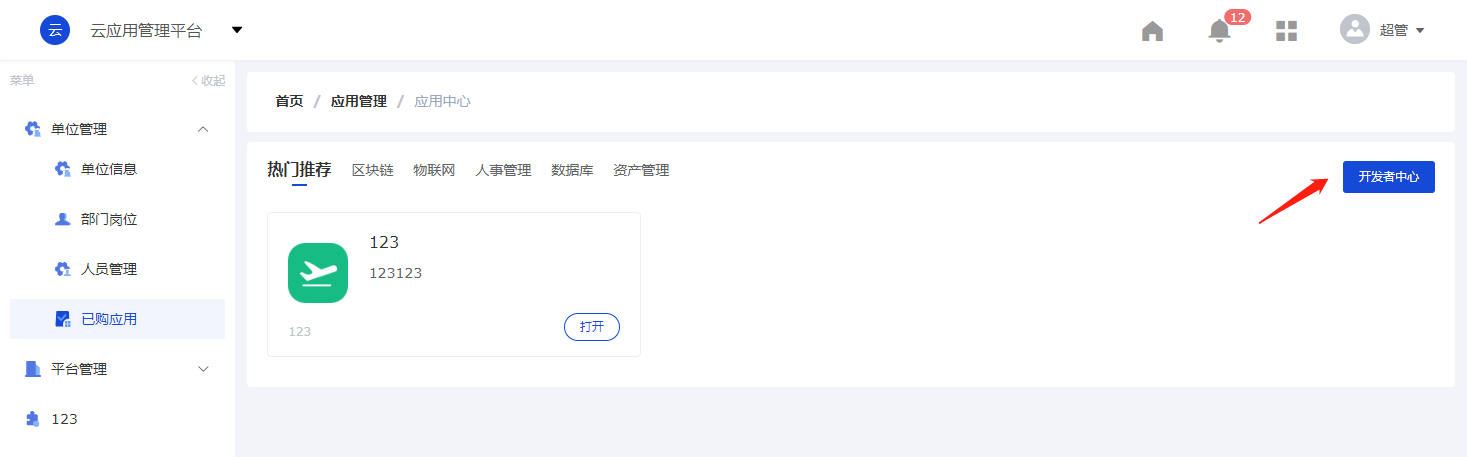 云 云应用管理平台 12 超管
菜单 收起
首页 / 应用管理 / 应用中心
单位管理
单位信息
部门岗位
人员管理
已购应用
平台管理
123
热门推荐 区块链 物联网 人事管理 数据库 资产管理 开发者中心
123
123123
123 打开